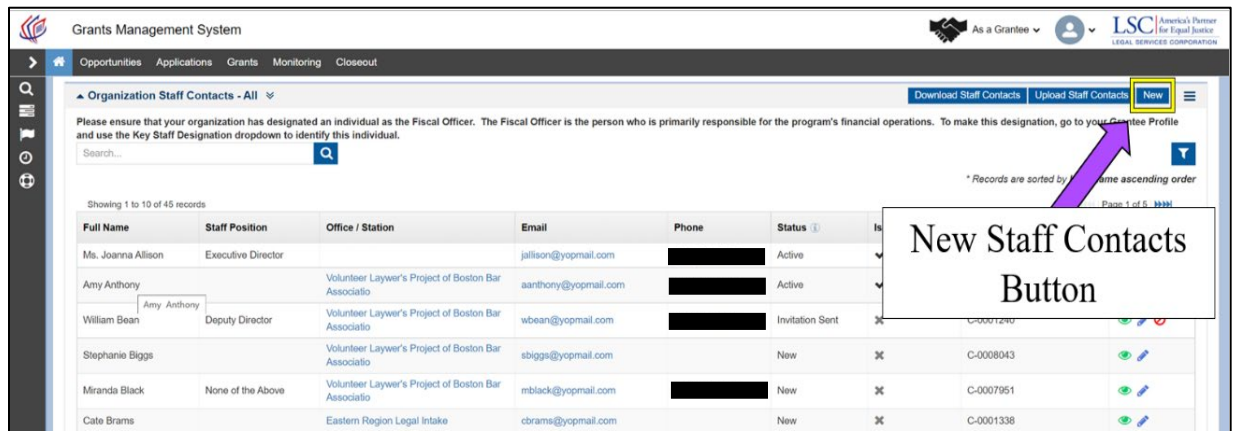 Grants Management System
As a Grantee
LSC America's Partner for Equal Justice
LEGAL SERVICES CORPORATION
Opportunities Applications Grants Monitoring Closeout
Organization Staff Contacts - All
Download Staff Contacts Upload Staff Contacts New
Please ensure that your organization has designated an individual as the Fiscal Officer. The Fiscal Officer is the person who is primarily responsible for the program's financial operations. To make this designation, go to your Grantee Profile
and use the Key Staff Designation dropdown to identify this individual.
Search...
* Records are sorted by ame ascending order
Showing 1 to 10 of 45 records
Page 1 of 5
Full Name Staff Position Office / Station Email Phone Status Is
Ms. Joanna Allison Executive Director jallison@yopmail.com Active
Amy Anthony Volunteer Laywer's Project of Boston Bar Associatio aanthony@yopmail.com Active
Amy Anthony
William Bean Deputy Director Volunteer Laywer's Project of Boston Bar Associatio wbean@yopmail.com Invitation Sent C-0001240
Stephanie Biggs Volunteer Laywer's Project of Boston Bar Associatio sbiggs@yopmail.com New C-0008043
Miranda Black None of the Above Volunteer Laywer's Project of Boston Bar Associatio mblack@yopmail.com New C-0007951
Cate Brams Eastern Region Legal Intake cbrams@yopmail.com New C-0001338
New Staff Contacts
Button